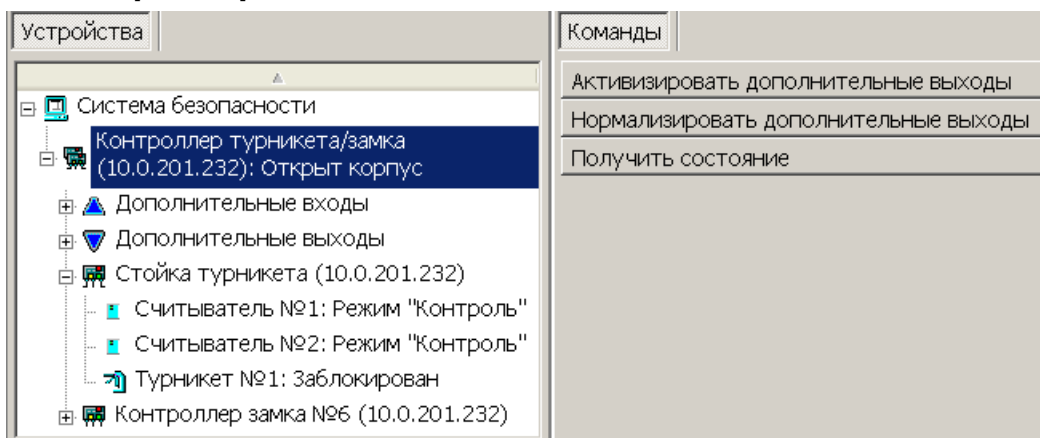 Устройства
Система безопасности
Контроллер турникета/замка
(10.0.201.232): Открыт корпус
Дополнительные входы
Дополнительные выходы
Стойка турникета (10.0.201.232)
Считыватель №1: Режим "Контроль"
Считыватель №2: Режим "Контроль"
Турникет №1: Заблокирован
Контроллер замка №6 (10.0.201.232)
Команды
Активизировать дополнительные выходы
Нормализировать дополнительные выходы
Получить состояние